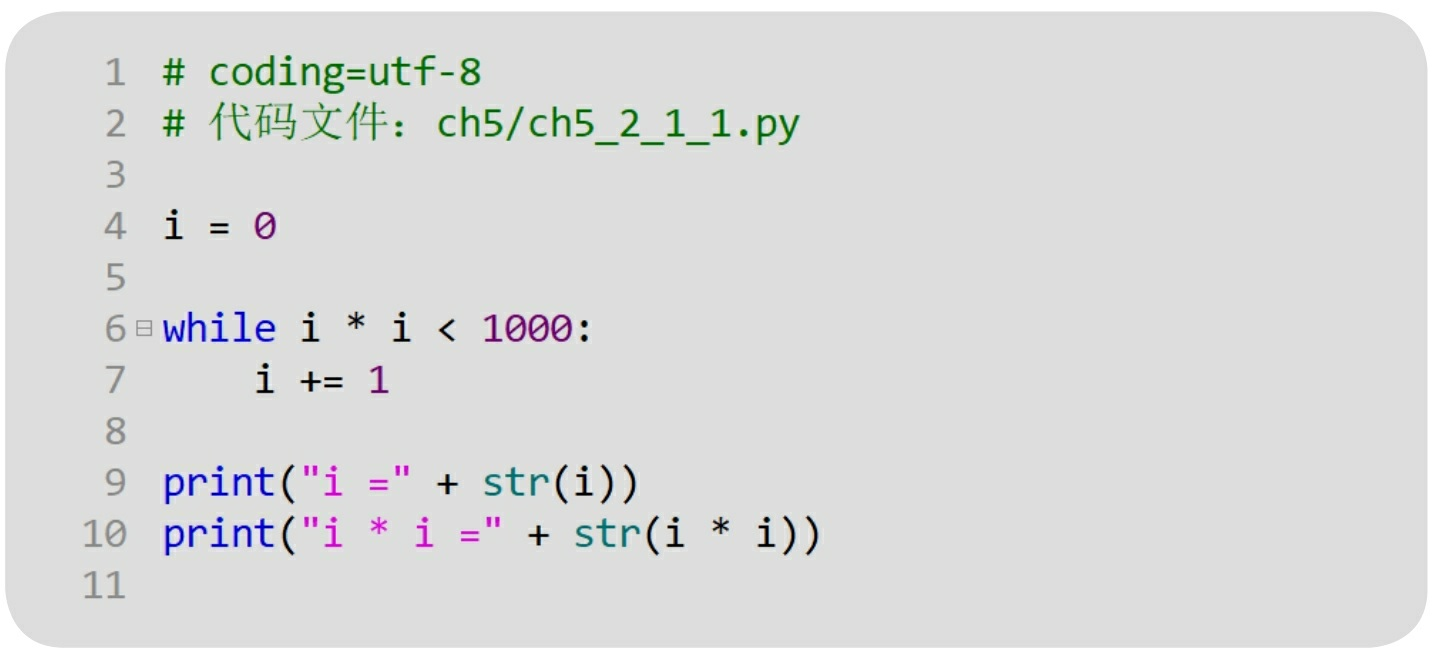 1 # coding=utf-8
2 # 代码文件：ch5/ch5_2_1_1.py
3
4 i = 0
5
6 while i * i < 1000:
7     i += 1
8
9 print("i =" + str(i))
10 print("i * i =" + str(i * i))
11